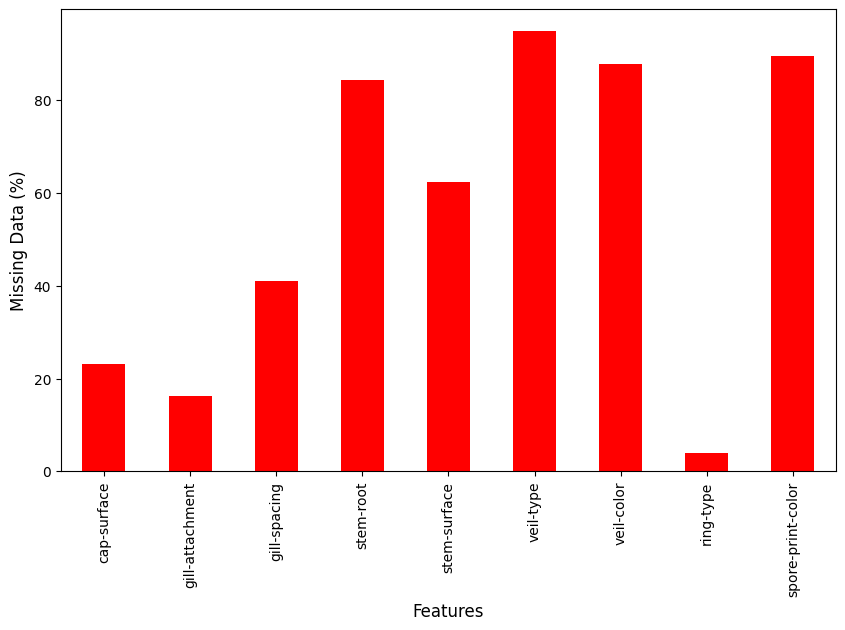 Missing Data (%)
80
60
40
20
0
cap-surface
gill-attachment
gill-spacing
stem-root
stem-surface
veil-type
veil-color
ring-type
spore-print-color
Features